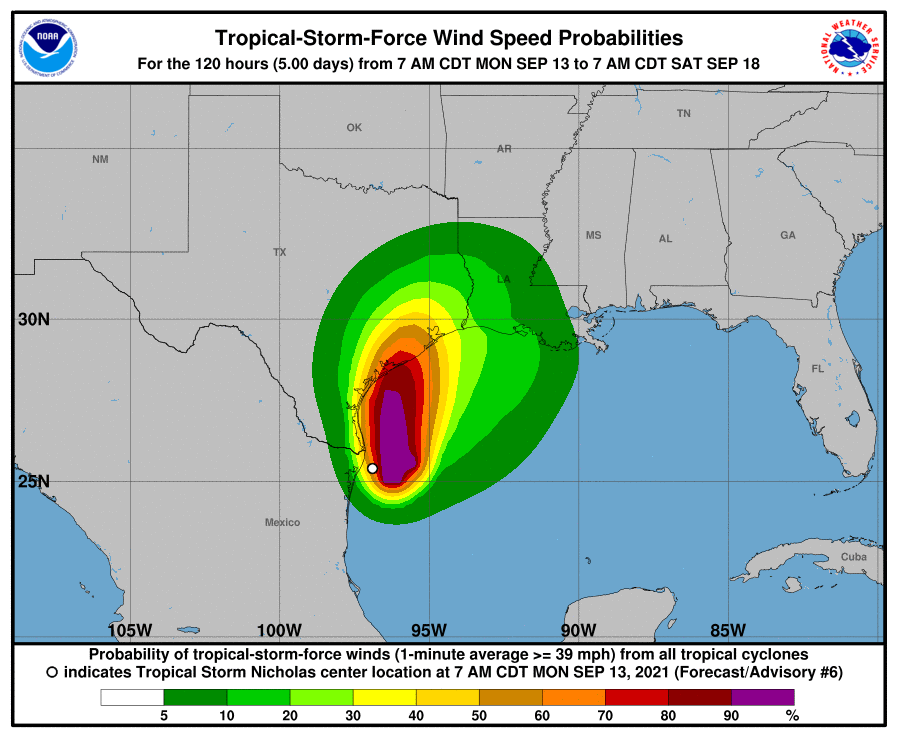 NOAA
Tropical-Storm-Force Wind Speed Probabilities
For the 120 hours (5.00 days) from 7 AM CDT MON SEP 13 to 7 AM CDT SAT SEP 18
NATIONAL WEATHER SERVICE
TN
OK
AR
NM
MS
AL
GA
TX
LA
30N
FL
25N
Mexico
Cuba
105W 100W 95W 90W 85W
Probability of tropical-storm-force winds (1-minute average >= 39 mph) from all tropical cyclones
indicates Tropical Storm Nicholas center location at 7 AM CDT MON SEP 13, 2021 (Forecast/Advisory #6)
5 10 20 30 40 50 60 70 80 90 %